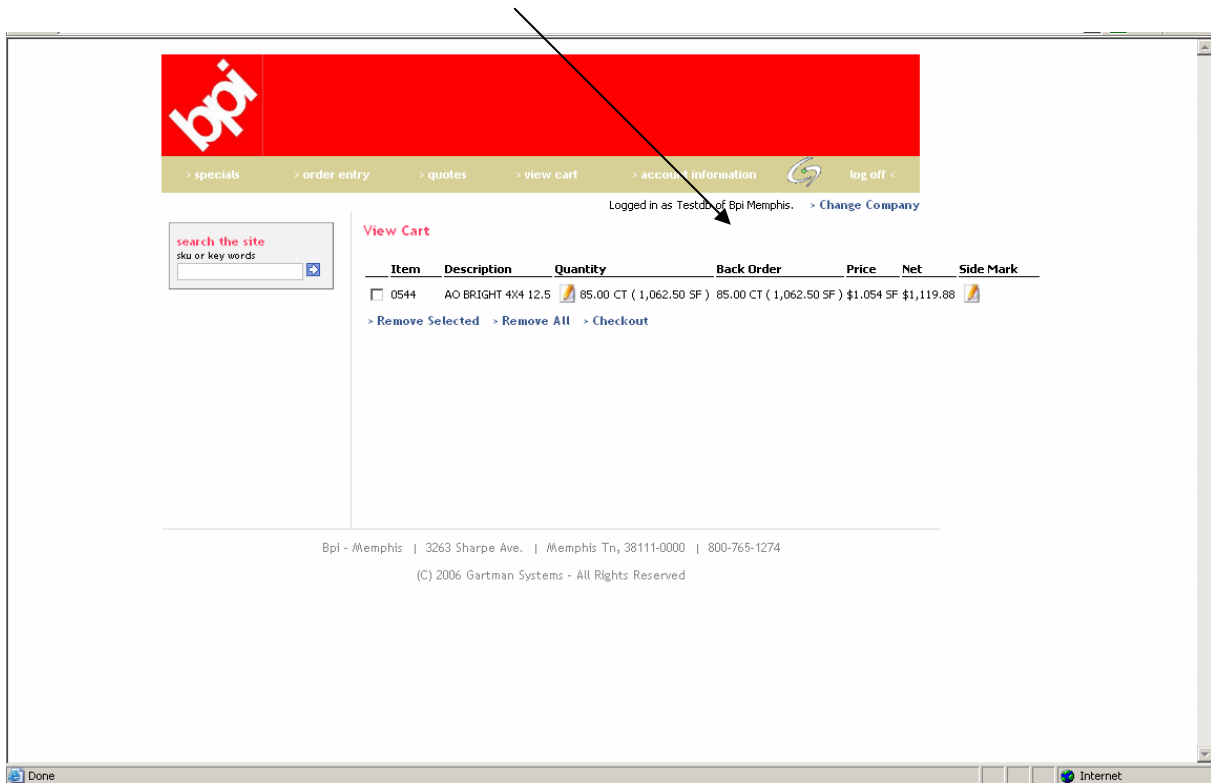 bpi
> specials > order entry > quotes > view cart > account information log off <
Logged in as Testdb of Bpi Memphis. > Change Company
search the site
sku or key words
View Cart
Item Description Quantity Back Order Price Net Side Mark
0544 AO BRIGHT 4X4 12.5 85.00 CT ( 1,062.50 SF ) 85.00 CT ( 1,062.50 SF ) $1.054 SF $1,119.88
> Remove Selected > Remove All > Checkout
Bpi - Memphis | 3263 Sharpe Ave. | Memphis Tn, 38111-0000 | 800-765-1274
(C) 2006 Gartman Systems - All Rights Reserved
Done Internet